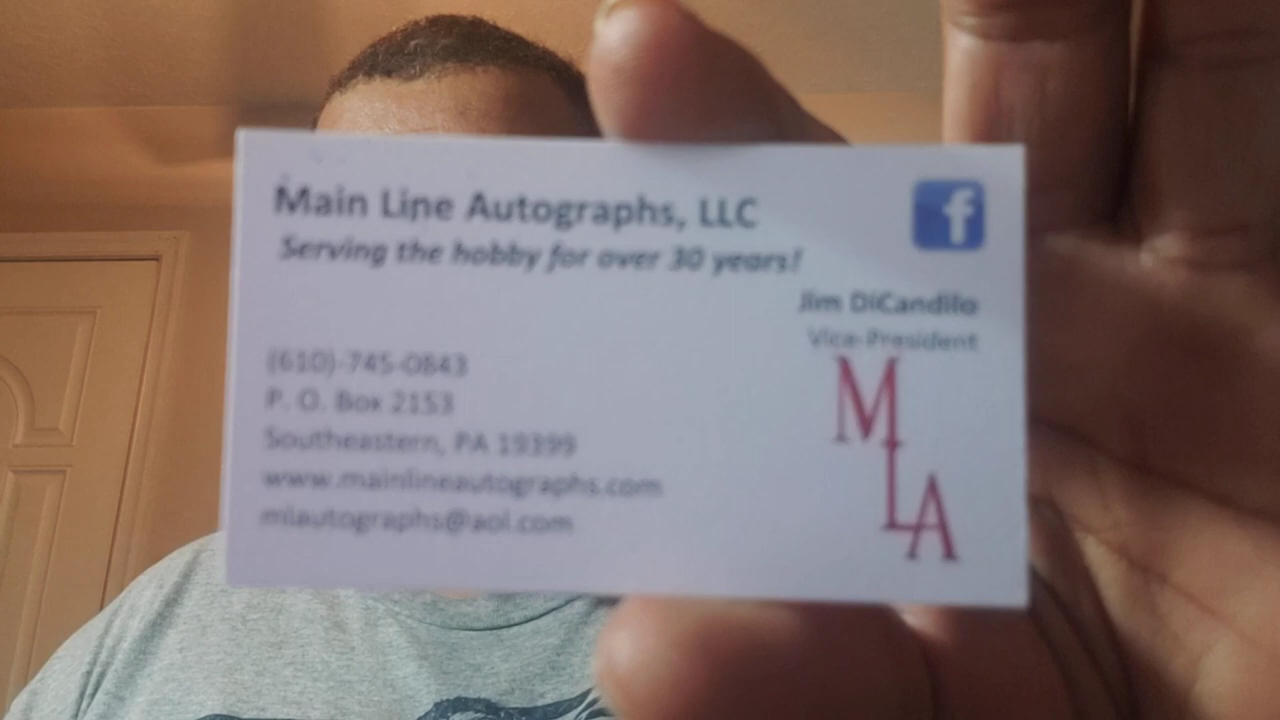 Main Line Autographs, LLC
Serving the hobby for over 30 years!
f
Jim DiCandilo
Vice-President
(610)-745-0843
P. O. Box 2153
Southeastern, PA 19399
www.mainlineautographs.com
mlautographs@aol.com
MLA